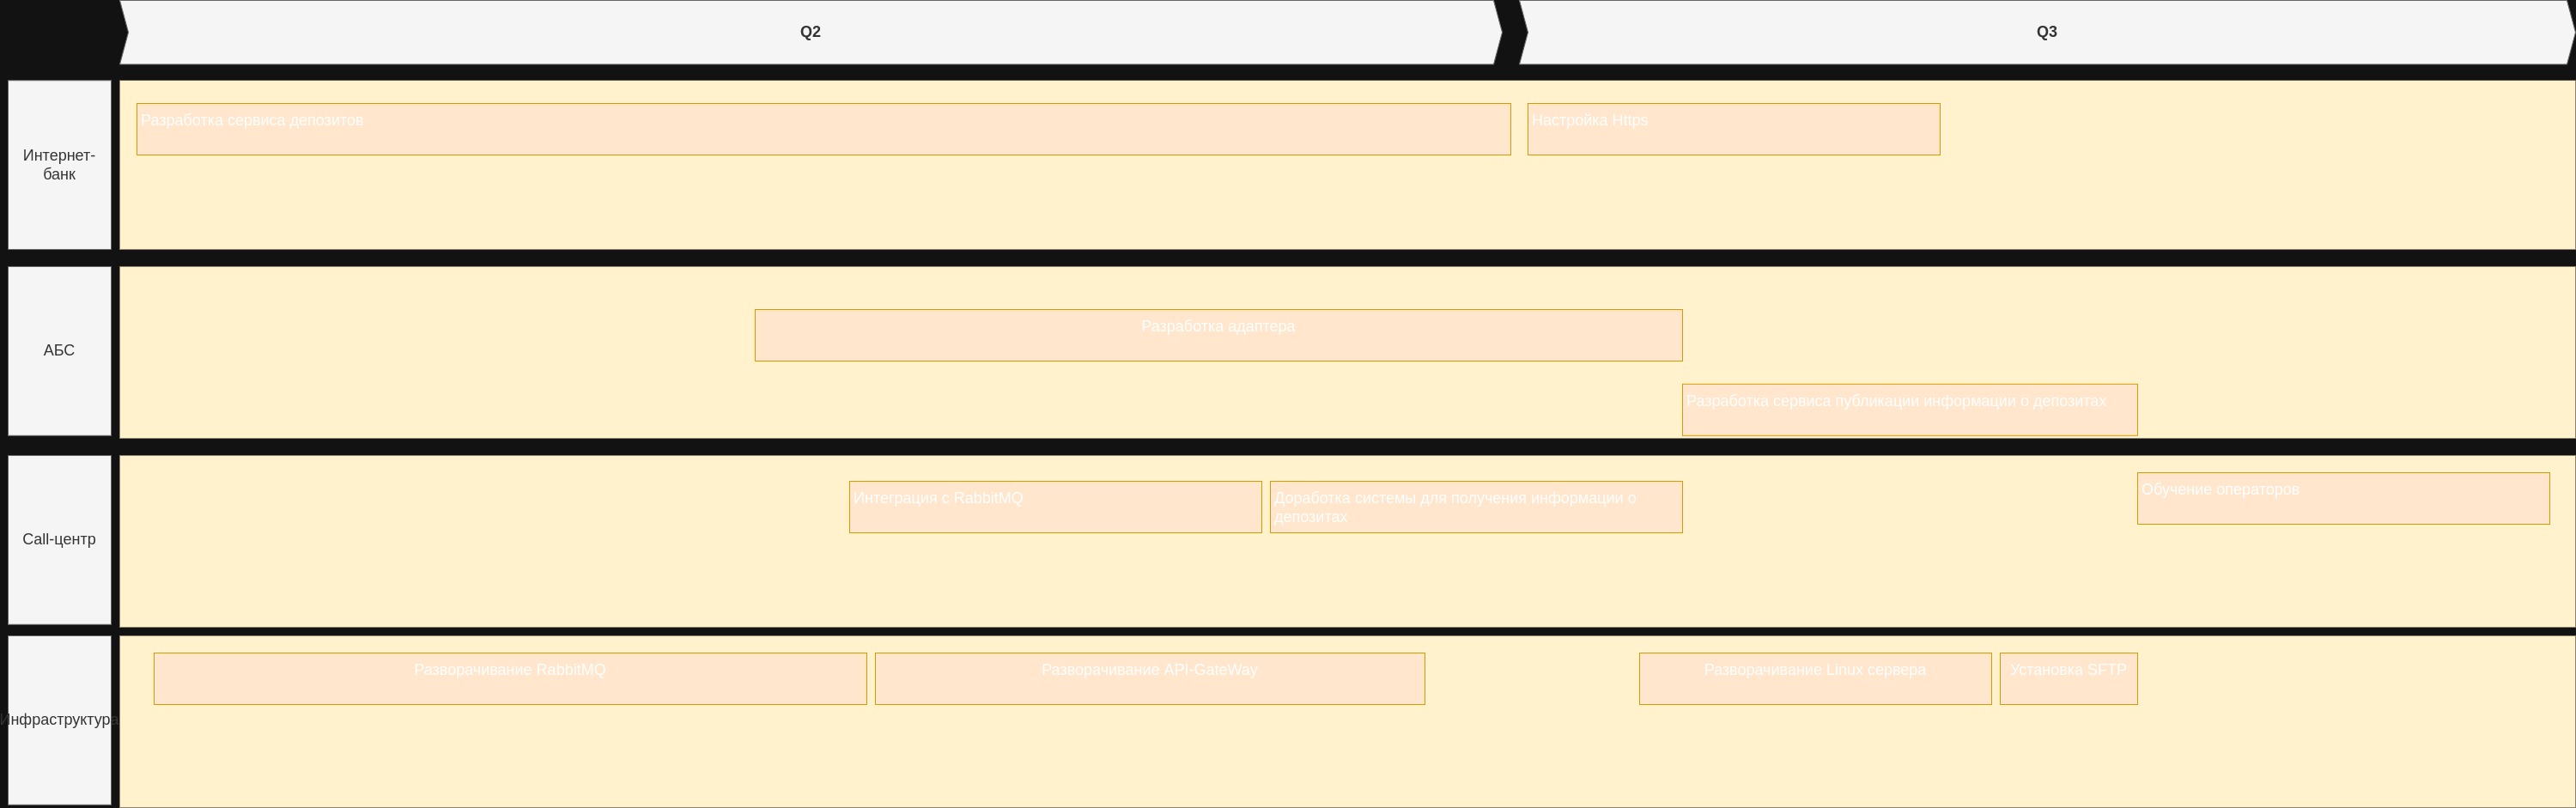 Q2
Q3
Интернет-
банк
Разработка сервиса депозитов
Настройка Https
АБС
Разработка адаптера
Разработка сервиса публикации информации о депозитах
Call-центр
Интеграция с RabbitMQ
Доработка системы для получения информации о
депозитах
Обучение операторов
Инфраструктура
Разворачивание RabbitMQ
Разворачивание API-GateWay
Разворачивание Linux сервера
Установка SFTP